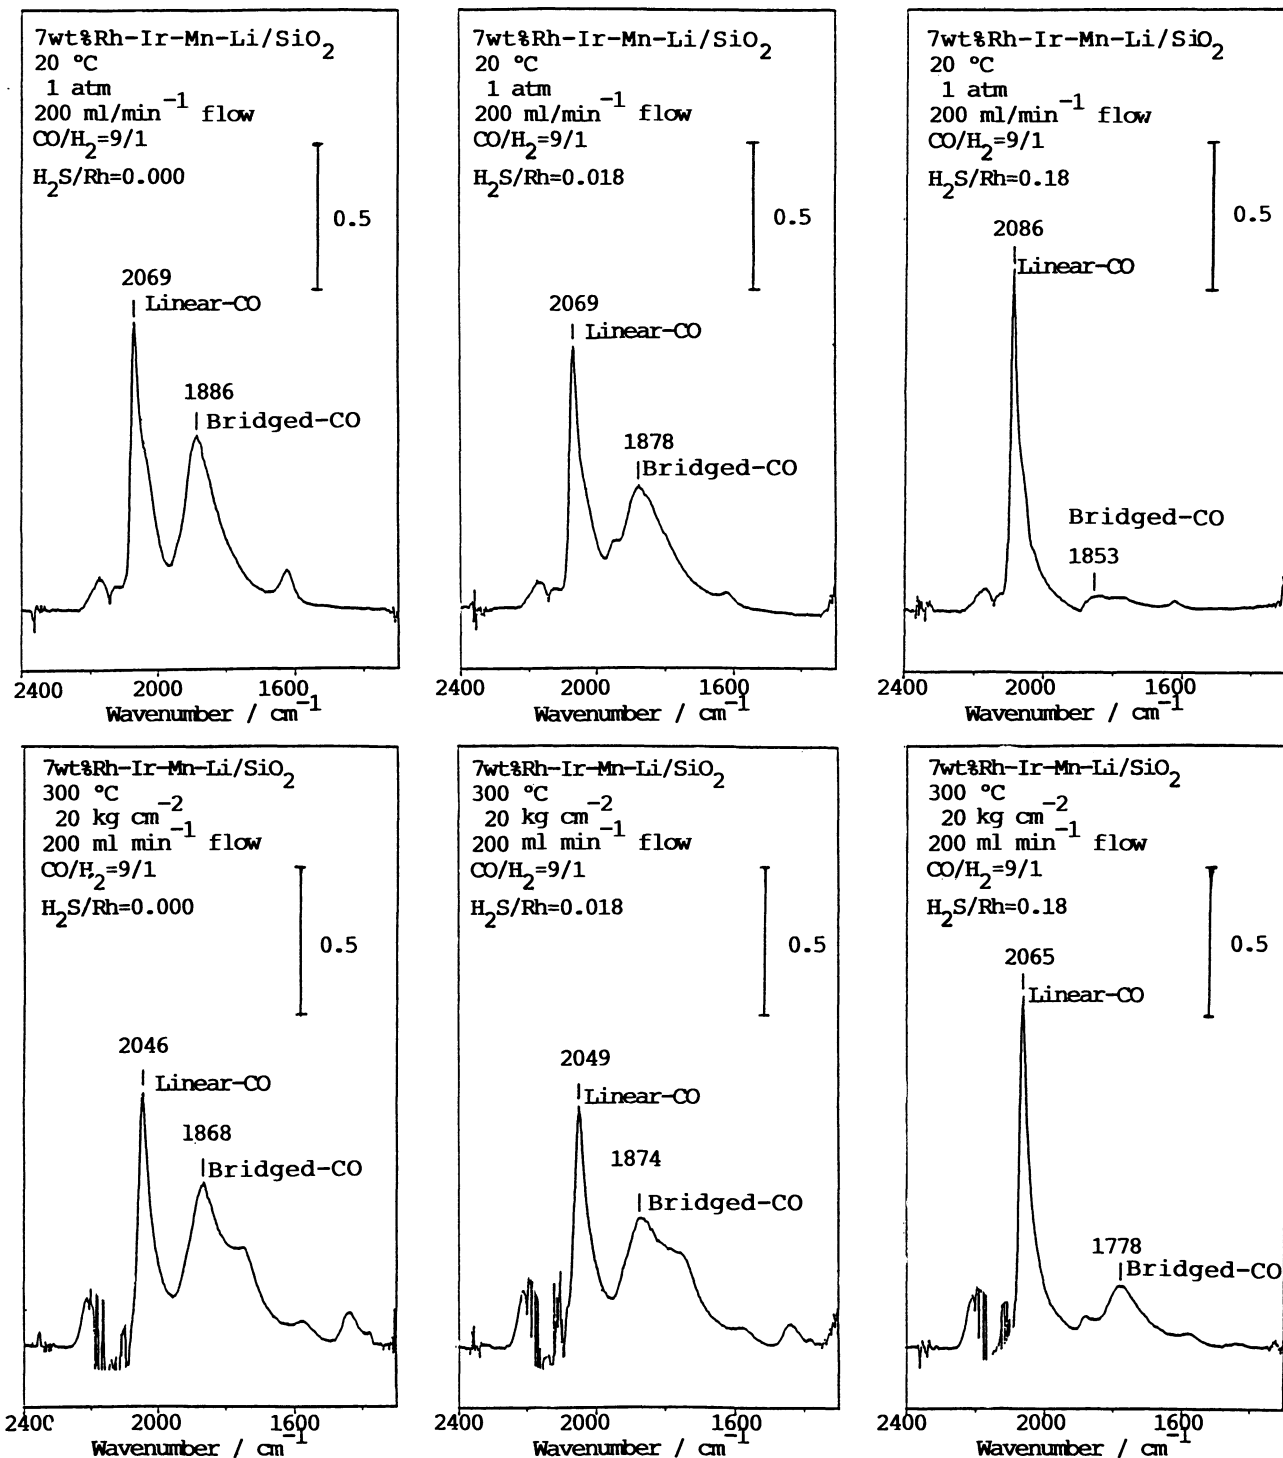 7wt%Rh-Ir-Mn-Li/SiO2
20 °C
1 atm
200 ml/min-1 flow
CO/H2=9/1
H2S/Rh=0.000
0.5
2069
Linear-CO
1886
Bridged-CO
2400 2000 1600
Wavenumber / cm-1
7wt%Rh-Ir-Mn-Li/SiO2
20 °C
1 atm
200 ml/min-1 flow
CO/H2=9/1
H2S/Rh=0.018
0.5
2069
Linear-CO
1878
Bridged-CO
2400 2000 1600
Wavenumber / cm-1
7wt%Rh-Ir-Mn-Li/SiO2
20 °C
1 atm
200 ml/min-1 flow
CO/H2=9/1
H2S/Rh=0.18
0.5
2086
Linear-CO
Bridged-CO
1853
2400 2000 1600
Wavenumber / cm-1
7wt%Rh-Ir-Mn-Li/SiO2
300 °C
20 kg cm-2
200 ml min-1 flow
CO/H2=9/1
H2S/Rh=0.000
0.5
2046
Linear-CO
1868
Bridged-CO
2400 2000 1600
Wavenumber / cm-1
7wt%Rh-Ir-Mn-Li/SiO2
300 °C
20 kg cm-2
200 ml min-1 flow
CO/H2=9/1
H2S/Rh=0.018
0.5
2049
Linear-CO
1874
Bridged-CO
2400 2000 1600
Wavenumber / cm-1
7wt%Rh-Ir-Mn-Li/SiO2
300 °C
20 kg cm-2
200 ml min-1 flow
CO/H2=9/1
H2S/Rh=0.18
0.5
2065
Linear-CO
1778
Bridged-CO
2400 2000 1600
Wavenumber / cm-1